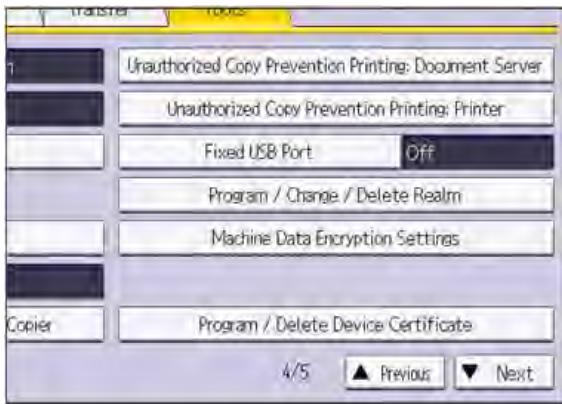 Transfer
Unauthorized Copy Prevention Printing: Document Server
Unauthorized Copy Prevention Printing: Printer
Fixed USB Port Off
Program / Change / Delete Realm
Machine Data Encryption Settings
Copier Program / Delete Device Certificate
4/5 ▲ Previous ▼ Next